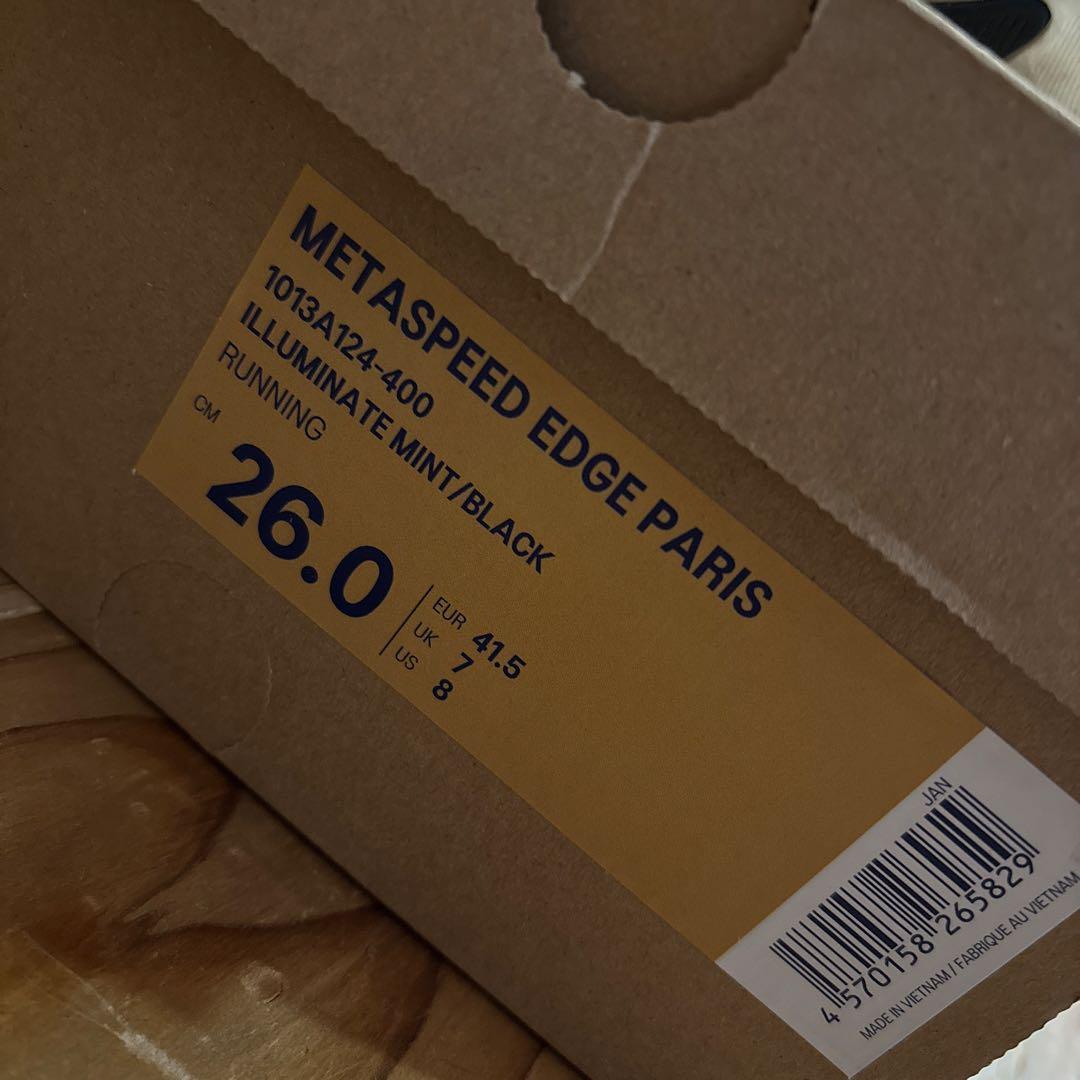 METASPEED EDGE PARIS
1013A124-400
ILLUMINATE MINT/BLACK
RUNNING
CM
26.0
EUR 41.5
UK 7
US 8
JAN
4 570158 265829
MADE IN VIETNAM / FABRIQUE AU VIETNAM